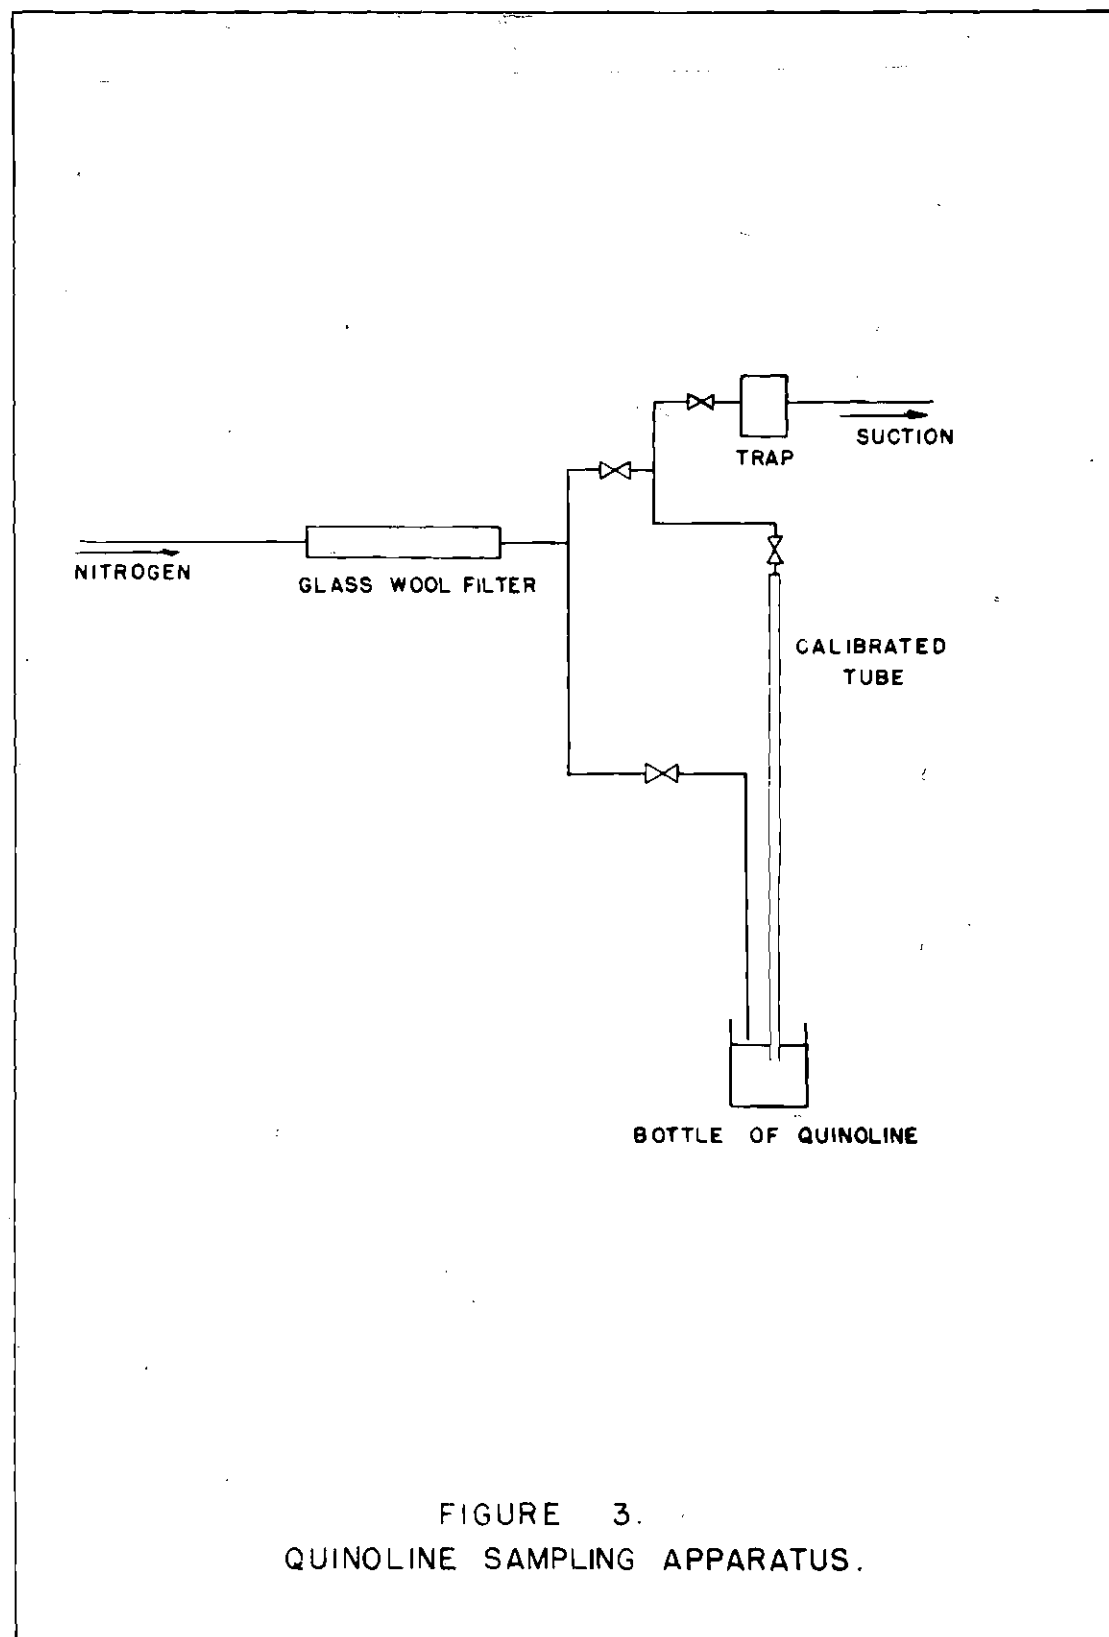 SUCTION
TRAP
NITROGEN
GLASS WOOL FILTER
CALIBRATED
TUBE
BOTTLE OF QUINOLINE
FIGURE 3.
QUINOLINE SAMPLING APPARATUS.